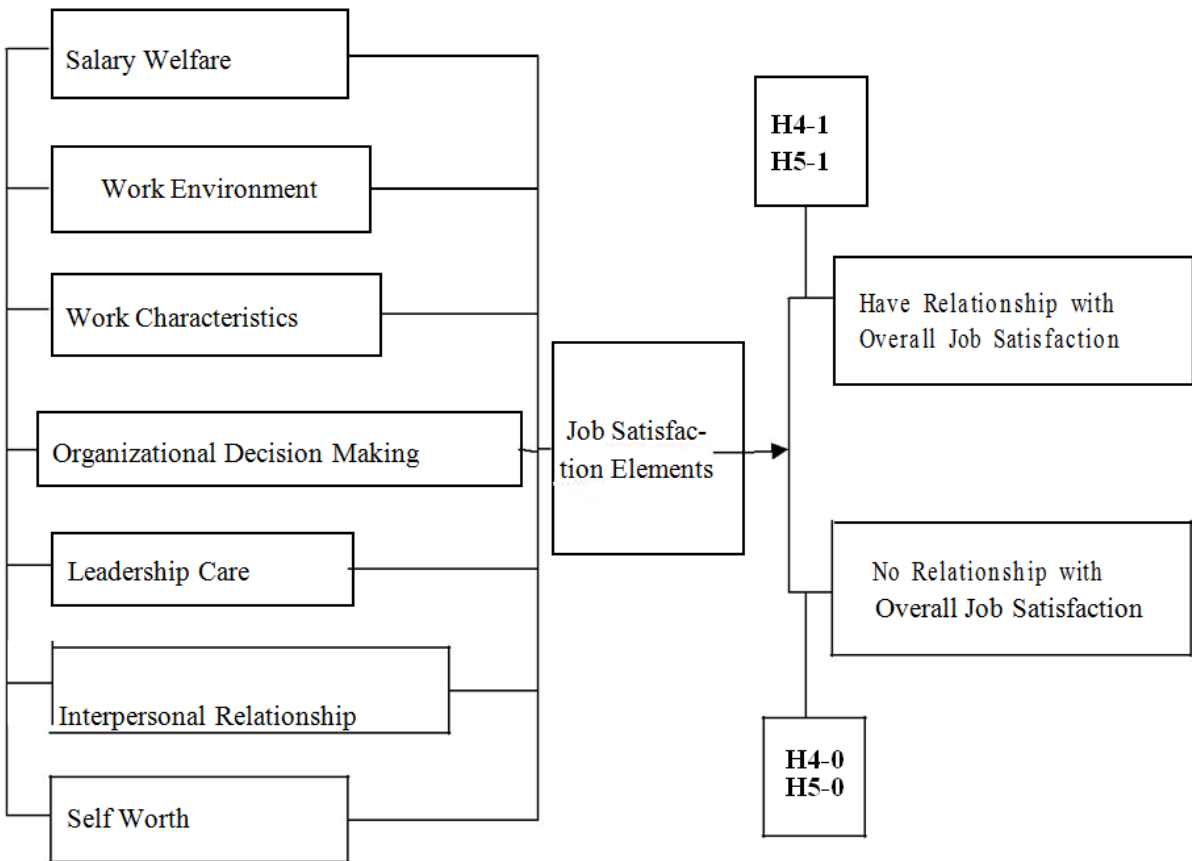 Salary Welfare
Work Environment
Work Characteristics
Organizational Decision Making
Leadership Care
Interpersonal Relationship
Self Worth
Job Satisfac-
tion Elements
H4-1
H5-1
Have Relationship with
Overall Job Satisfaction
No Relationship with
Overall Job Satisfaction
H4-0
H5-0